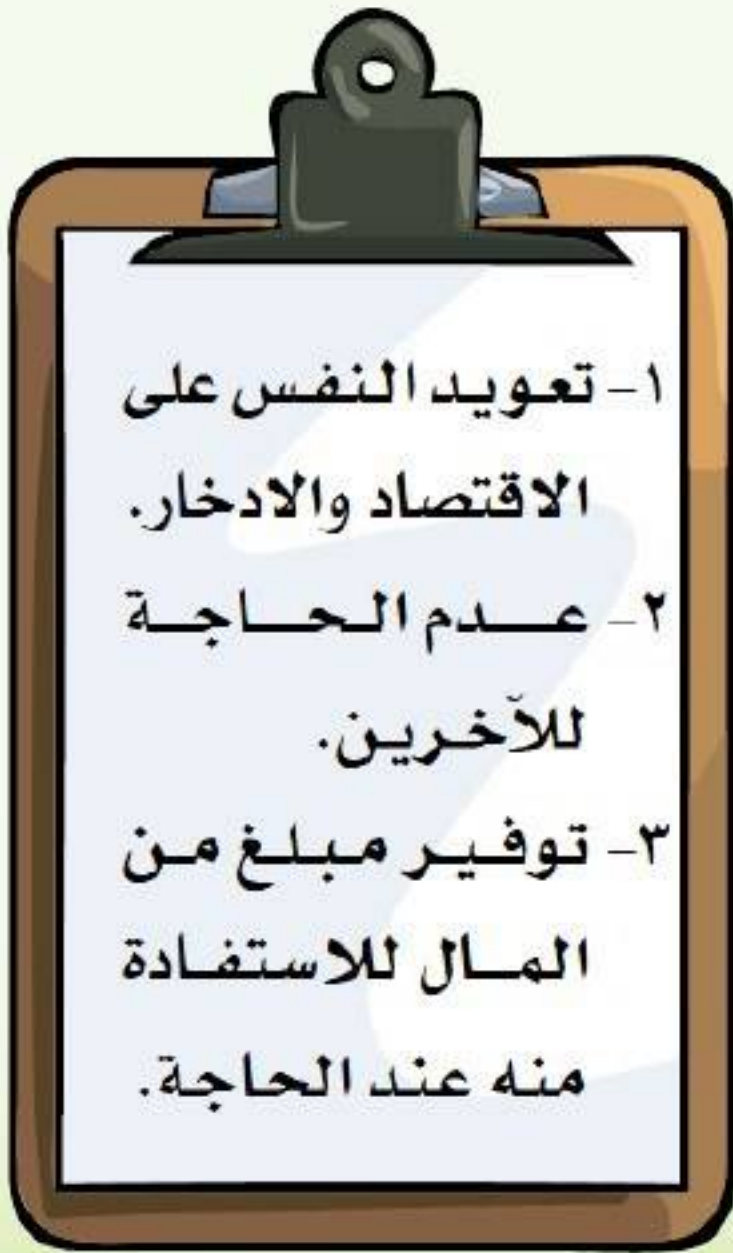 ١- تعويد النفس على
الاقتصاد والادخار.
٢- عدم الحاجة
للآخرين.
٣- توفير مبلغ من
المال للاستفادة
منه عند الحاجة.